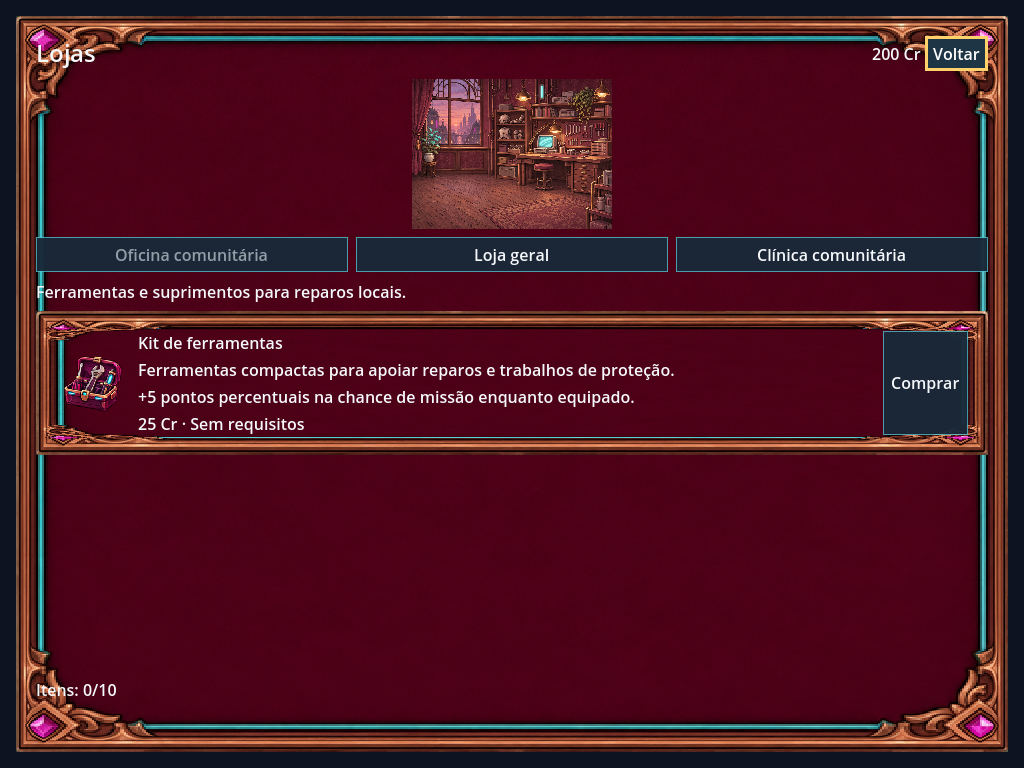 Lojas
200 Cr
Voltar
Oficina comunitária
Loja geral
Clínica comunitária
Ferramentas e suprimentos para reparos locais.
Kit de ferramentas
Ferramentas compactas para apoiar reparos e trabalhos de proteção.
+5 pontos percentuais na chance de missão enquanto equipado.
25 Cr · Sem requisitos
Comprar
Itens: 0/10